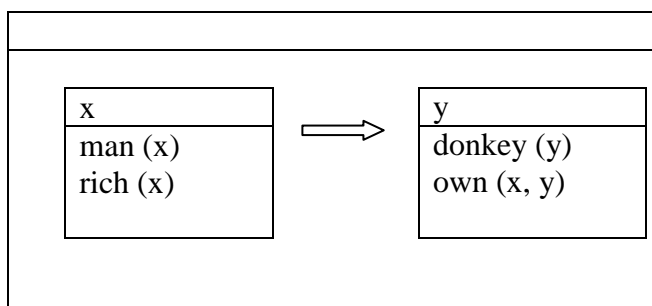 x
man (x)
rich (x)
y
donkey (y)
own (x, y)